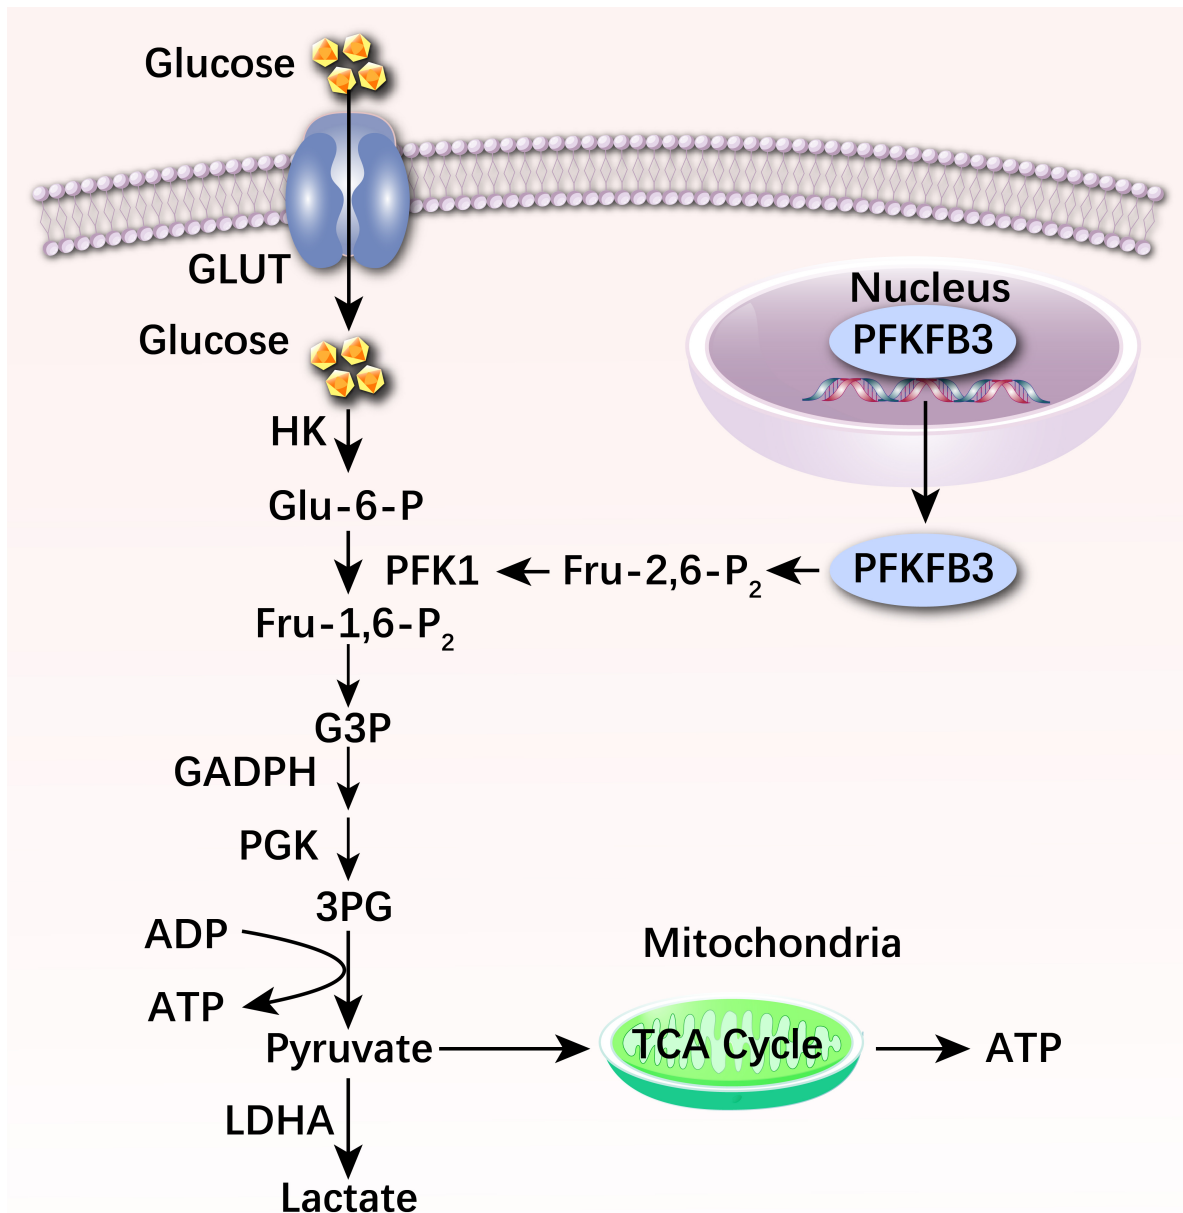 Glucose
GLUT
Nucleus
PFKFB3
Glucose
HK
Glu-6-P
PFK1
Fru-2,6-P₂
PFKFB3
Fru-1,6-P₂
G3P
GADPH
PGK
3PG
ADP
Mitochondria
ATP
Pyruvate
TCA Cycle
ATP
LDHA
Lactate